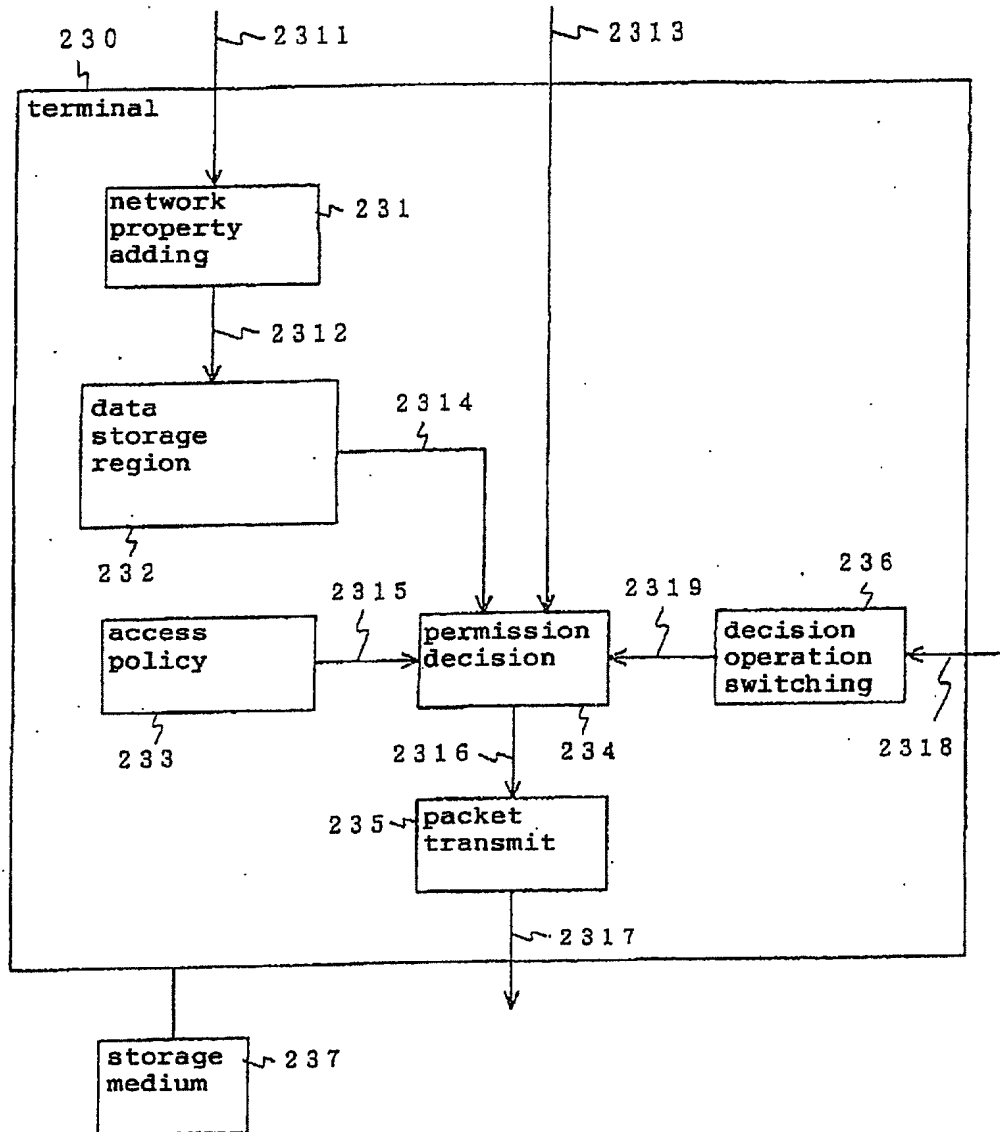 2311
2313
230
terminal
network
property
adding
231
2312
data
storage
region
2314
232
236
2315
2319
access
policy
permission
decision
decision
operation
switching
233
2316
234
2318
235
packet
transmit
2317
storage
medium
237